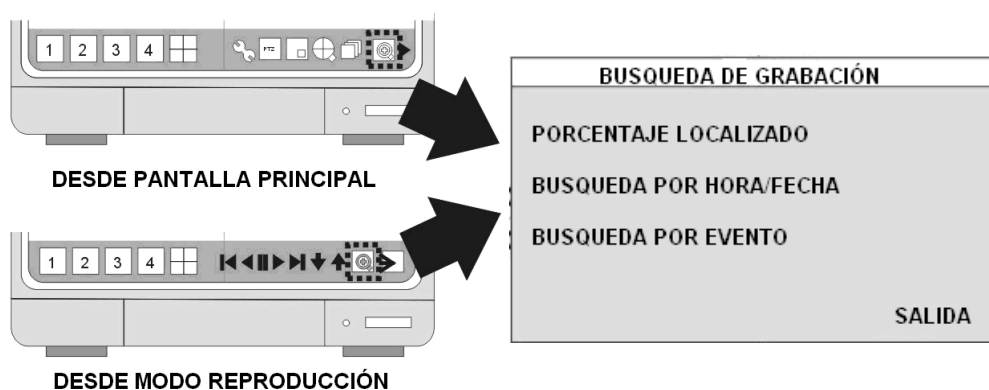 1 2 3 4
PTZ
DESDE PANTALLA PRINCIPAL
1 2 3 4
DESDE MODO REPRODUCCIÓN
BUSQUEDA DE GRABACIÓN
PORCENTAJE LOCALIZADO
BUSQUEDA POR HORA/FECHA
BUSQUEDA POR EVENTO
SALIDA